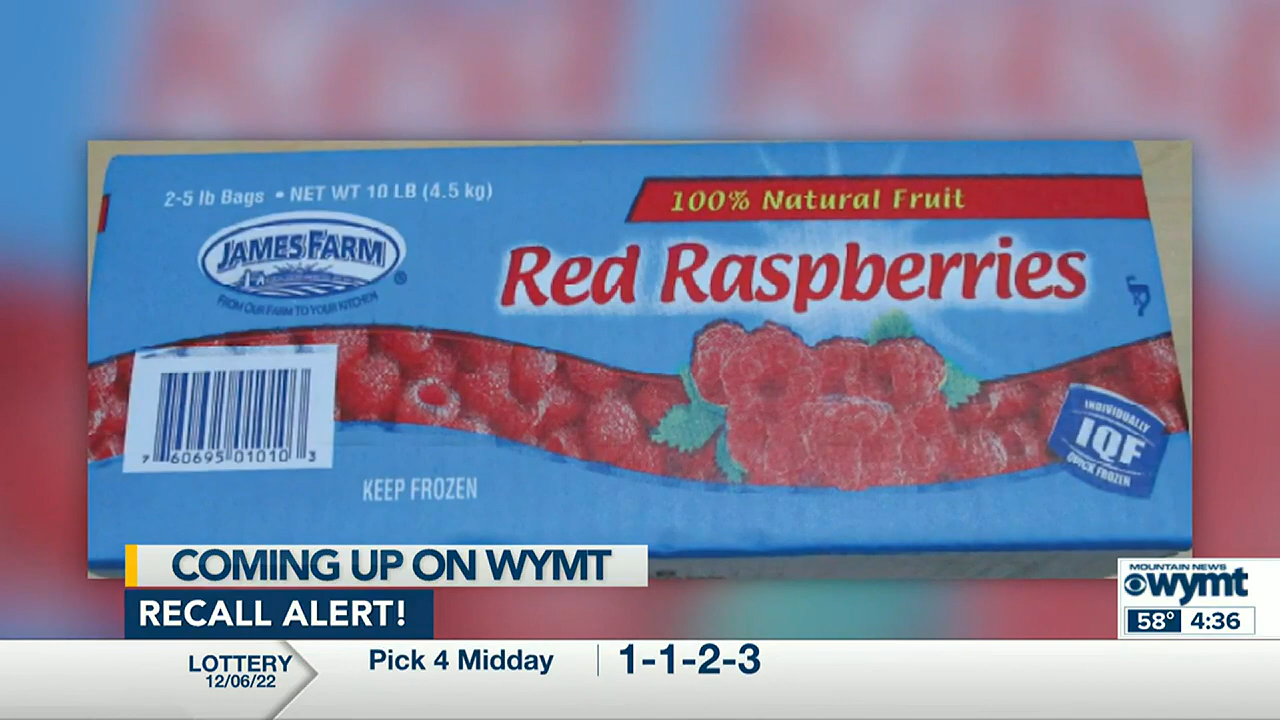 2-5 lb Bags • NET WT 10 LB (4.5 kg)
100% Natural Fruit
JAMES FARM
®
FROM OUR FARM TO YOUR KITCHEN
Red Raspberries
INDIVIDUALLY
IQF
QUICK FROZEN
7 60695 01010 3
KEEP FROZEN
COMING UP ON WYMT
RECALL ALERT!
MOUNTAIN NEWS
wymt
58° 4:36
LOTTERY
12/06/22
Pick 4 Midday
1-1-2-3